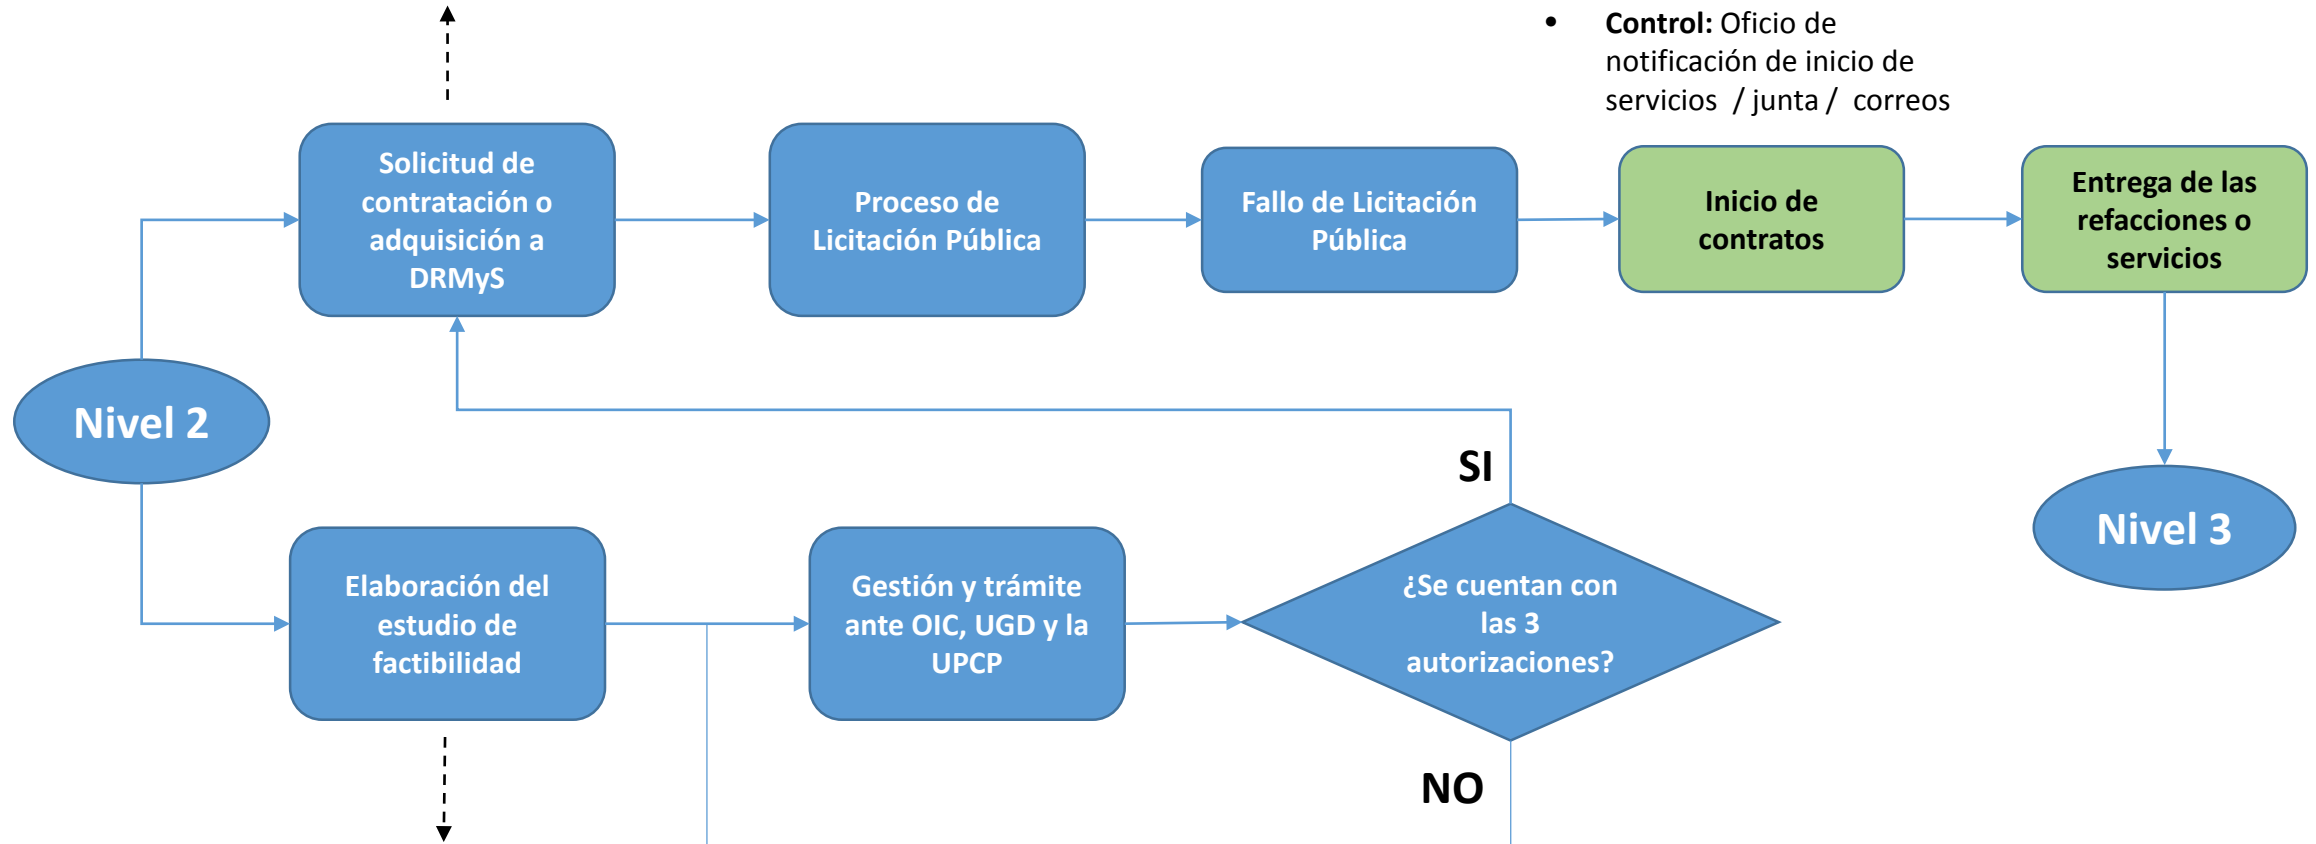 • Control: Oficio de
notificación de inicio de
servicios / junta / correos
Solicitud de
contratación o
adquisición a
DRMyS
Proceso de
Licitación Pública
Fallo de Licitación
Pública
Inicio de
contratos
Entrega de las
refacciones o
servicios
Nivel 2
SI
Nivel 3
Elaboración del
estudio de
factibilidad
Gestión y trámite
ante OIC, UGD y la
UPCP
¿Se cuentan con
las 3
autorizaciones?
NO